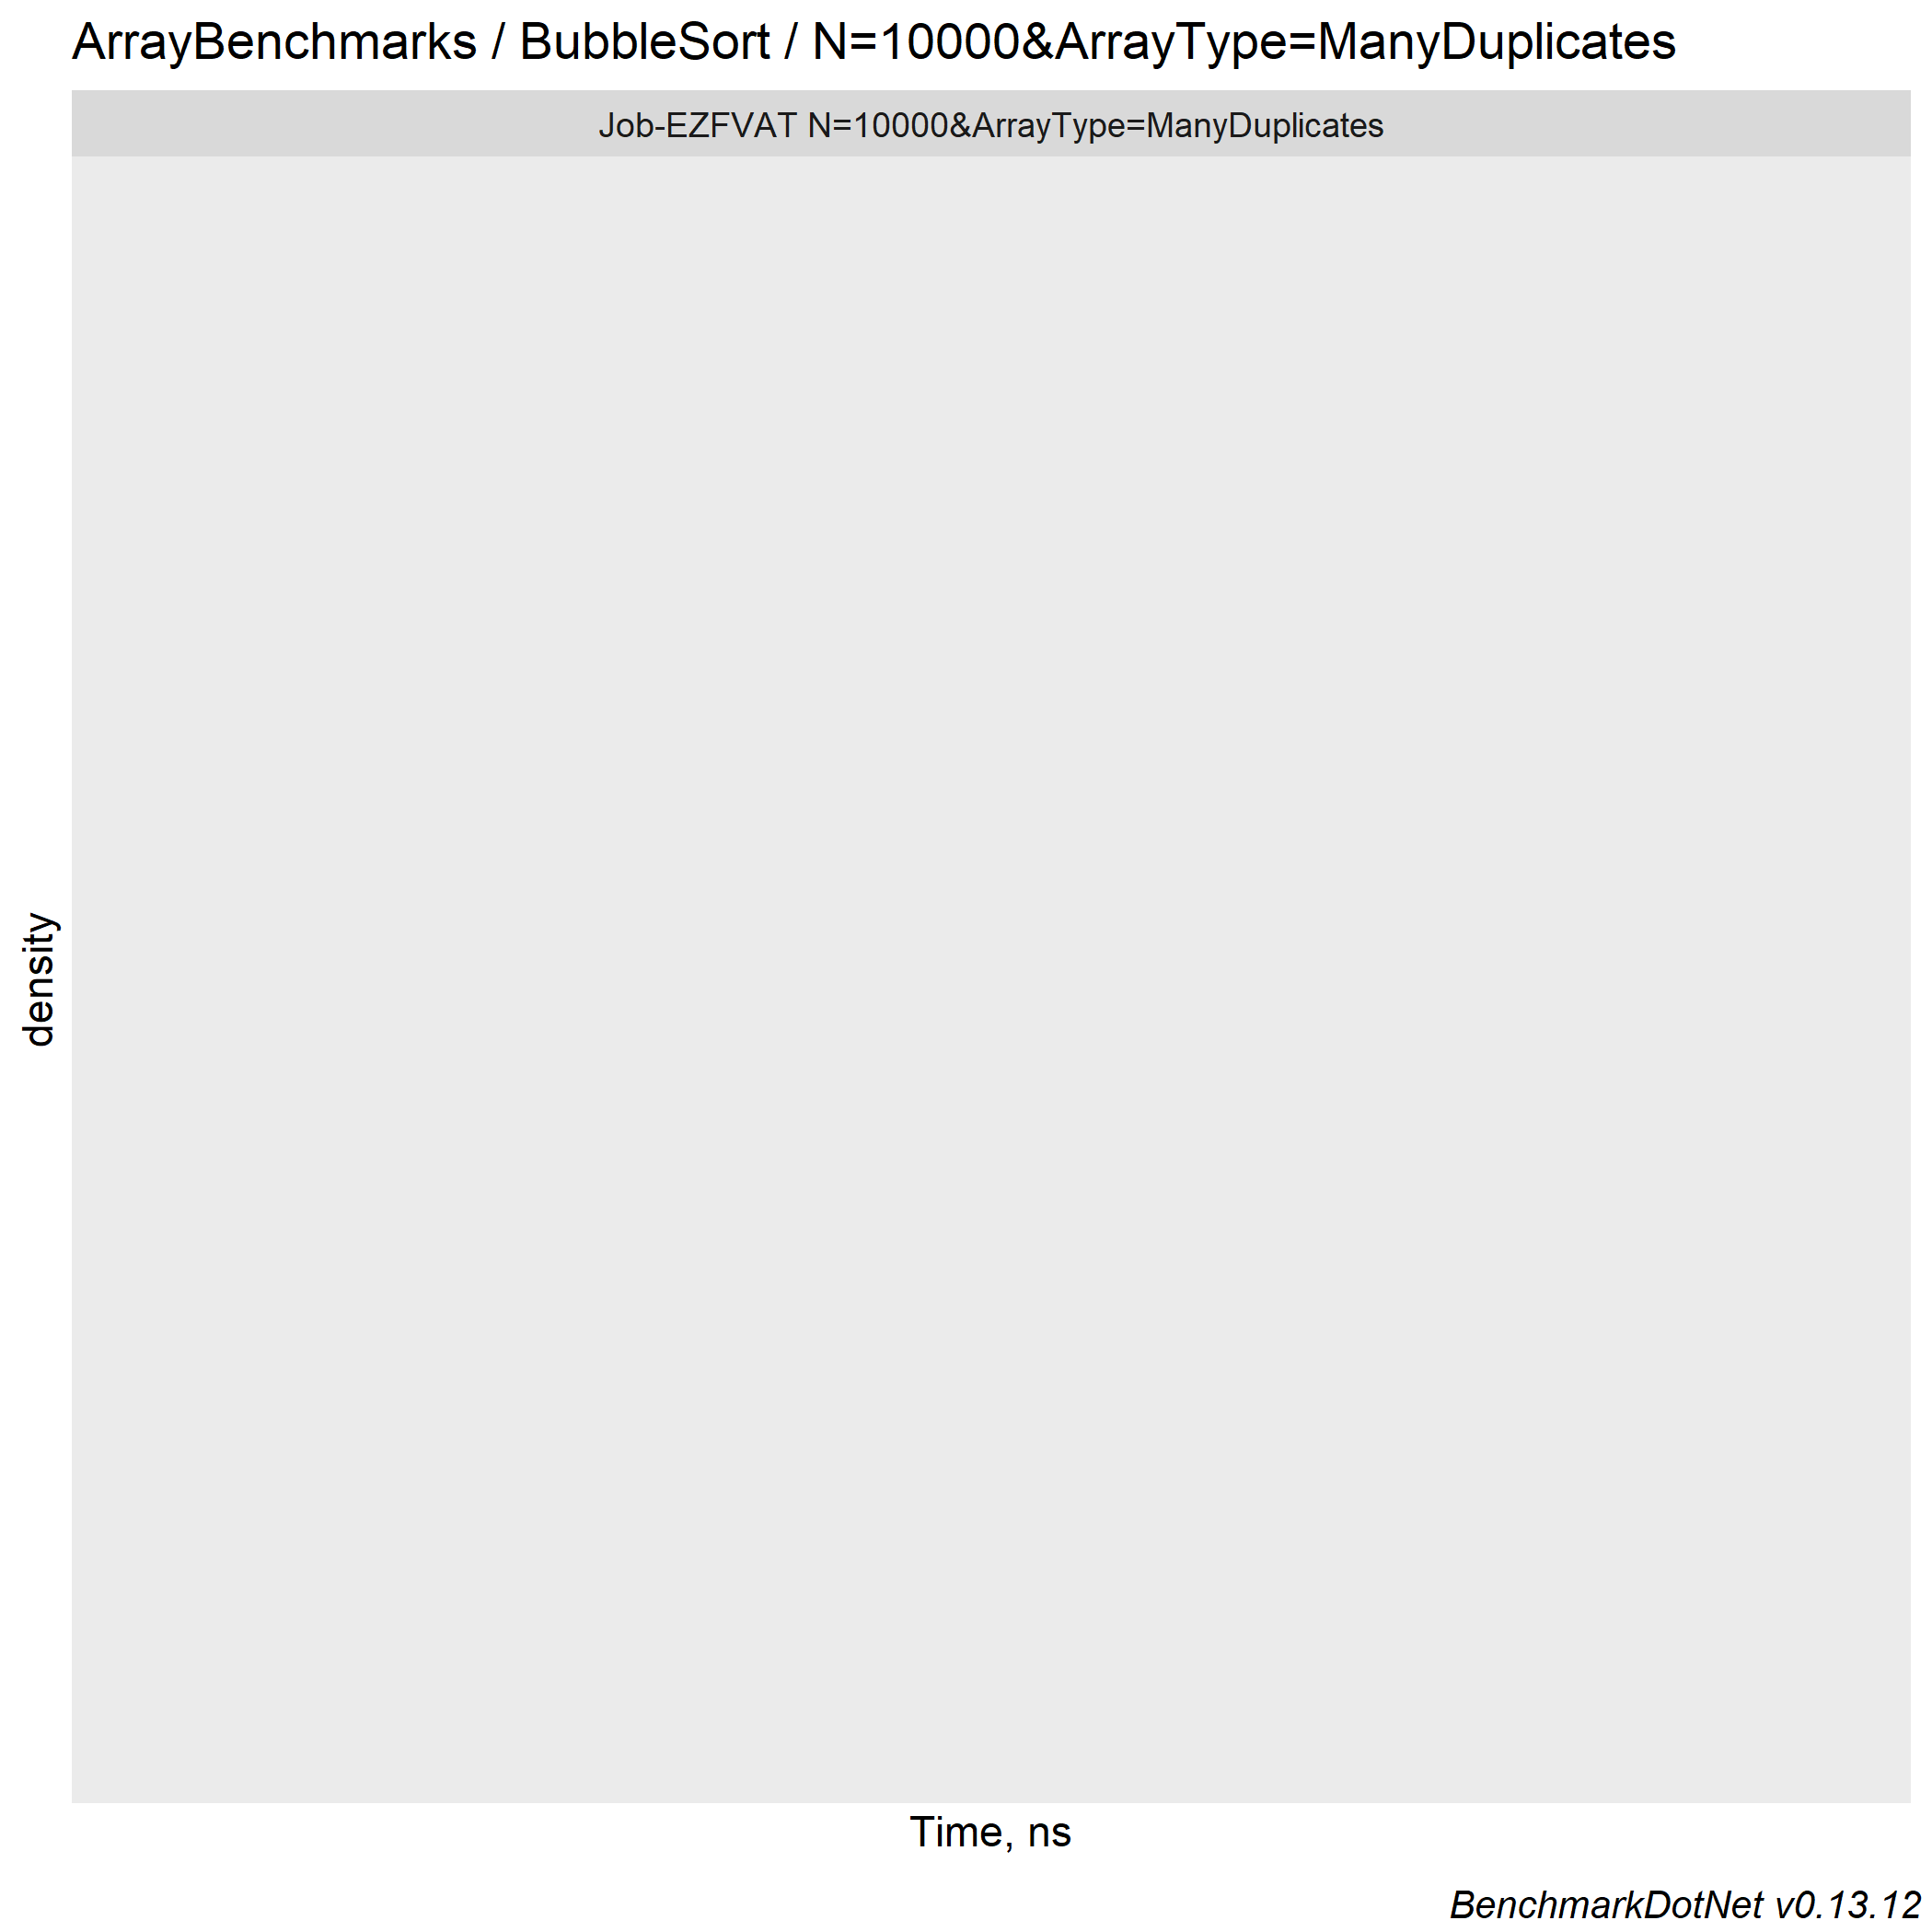 ArrayBenchmarks / BubbleSort / N=10000&ArrayType=ManyDuplicates
Job-EZFVAT N=10000&ArrayType=ManyDuplicates
density
Time, ns
BenchmarkDotNet v0.13.12